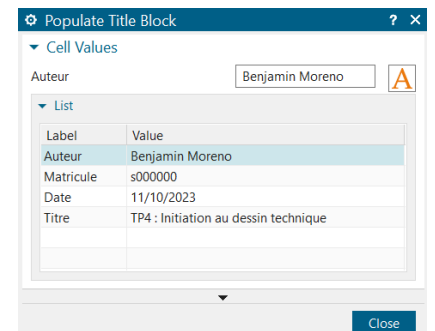 Populate Title Block ? ×
Cell Values
Auteur Benjamin Moreno A
List
Label Value
Auteur Benjamin Moreno
Matricule s000000
Date 11/10/2023
Titre TP4 : Initiation au dessin technique
Close